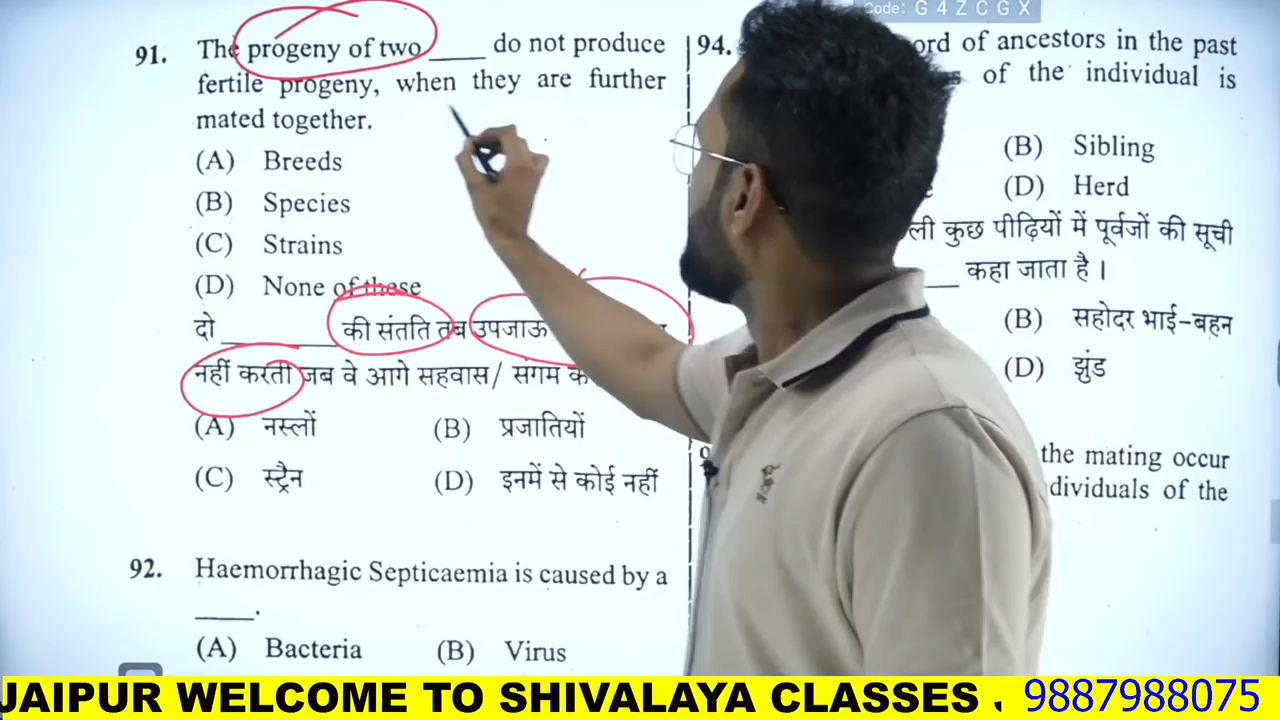 Code: G 4 Z C G X
91. The progeny of two ____ do not produce
fertile progeny, when they are further
mated together.
(A) Breeds
(B) Species
(C) Strains
(D) None of these
दो ________ की संतति तब उपजाऊ
नहीं करती जब वे आगे सहवास/ संगम
(A) नस्लों (B) प्रजातियों
(C) स्ट्रैन (D) इनमें से कोई नहीं
92. Haemorrhagic Septicaemia is caused by a
____.
(A) Bacteria (B) Virus
94. of ancestors in the past
of the individual is
(B) Sibling
(D) Herd
कुछ पीढ़ियों में पूर्वजों की सूची
____ कहा जाता है ।
(B) सहोदर भाई-बहन
(D) झुंड
the mating occur
of the
JAIPUR WELCOME TO SHIVALAYA CLASSES . 9887988075